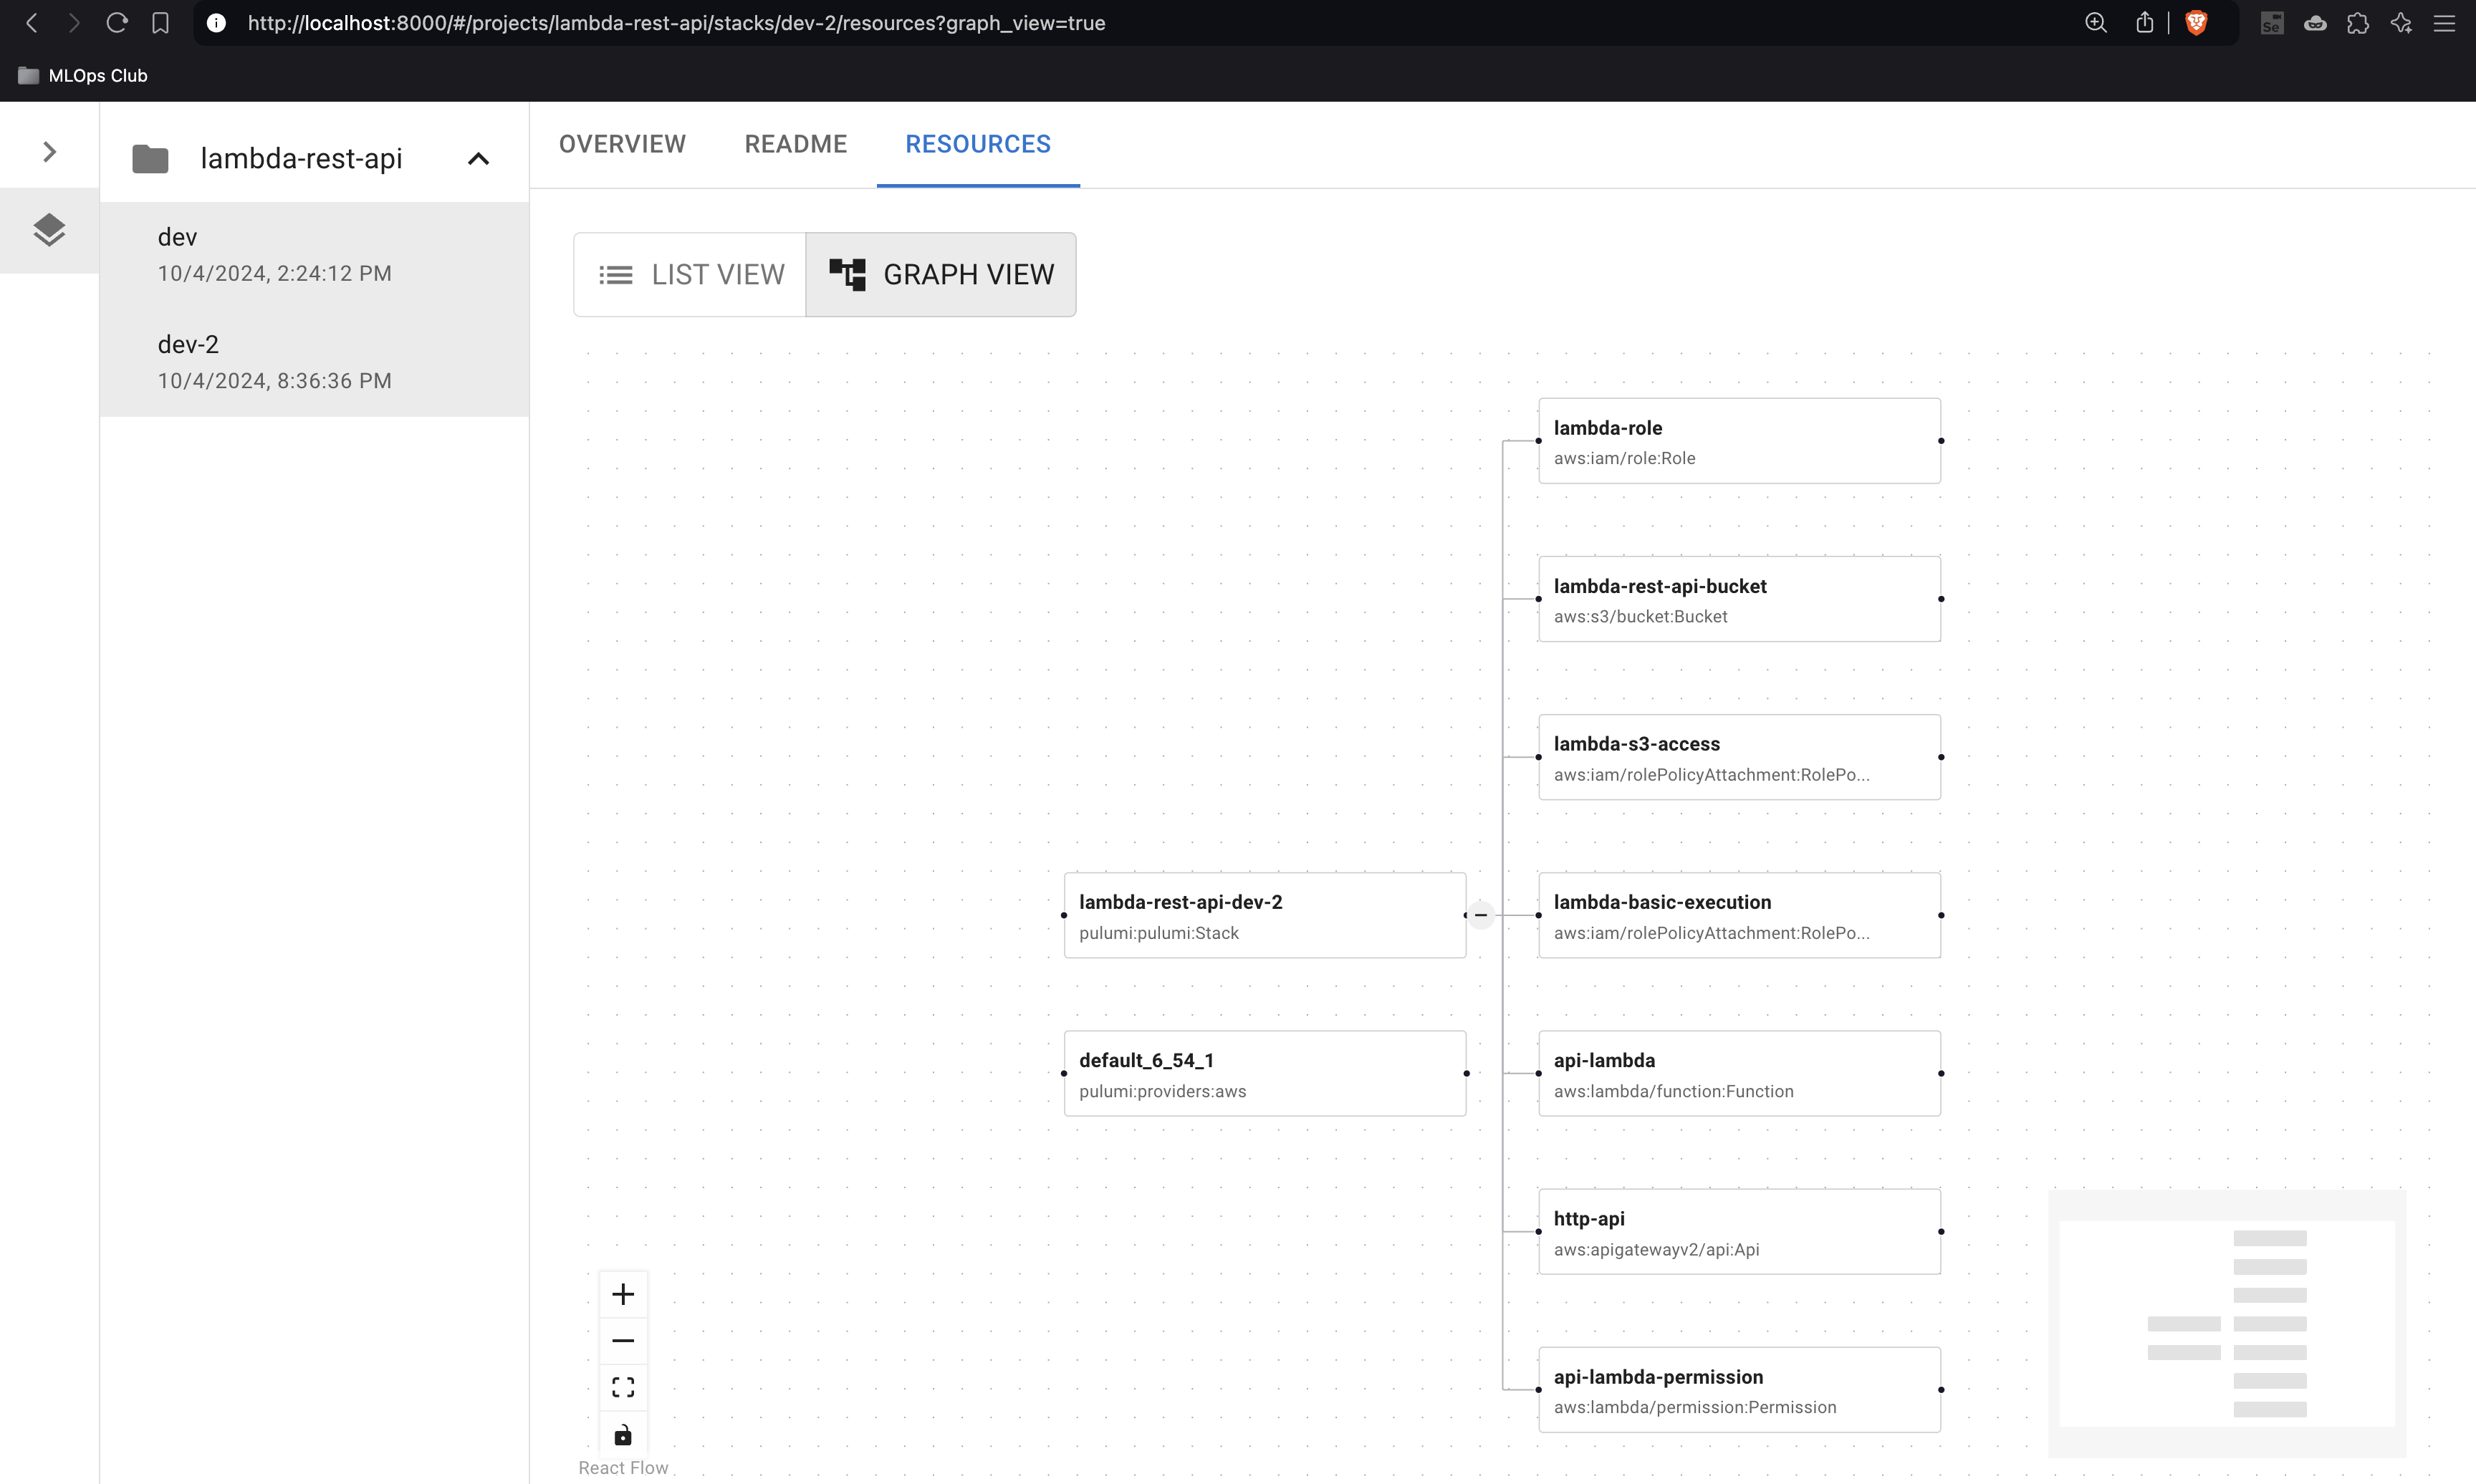 http://localhost:8000/#/projects/lambda-rest-api/stacks/dev-2/resources?graph_view=true
Se
MLOps Club
lambda-rest-api
dev
10/4/2024, 2:24:12 PM
dev-2
10/4/2024, 8:36:36 PM
OVERVIEW
README
RESOURCES
LIST VIEW
GRAPH VIEW
lambda-role
aws:iam/role:Role
lambda-rest-api-bucket
aws:s3/bucket:Bucket
lambda-s3-access
aws:iam/rolePolicyAttachment:RolePo...
lambda-rest-api-dev-2
pulumi:pulumi:Stack
lambda-basic-execution
aws:iam/rolePolicyAttachment:RolePo...
default_6_54_1
pulumi:providers:aws
api-lambda
aws:lambda/function:Function
http-api
aws:apigatewayv2/api:Api
api-lambda-permission
aws:lambda/permission:Permission
React Flow